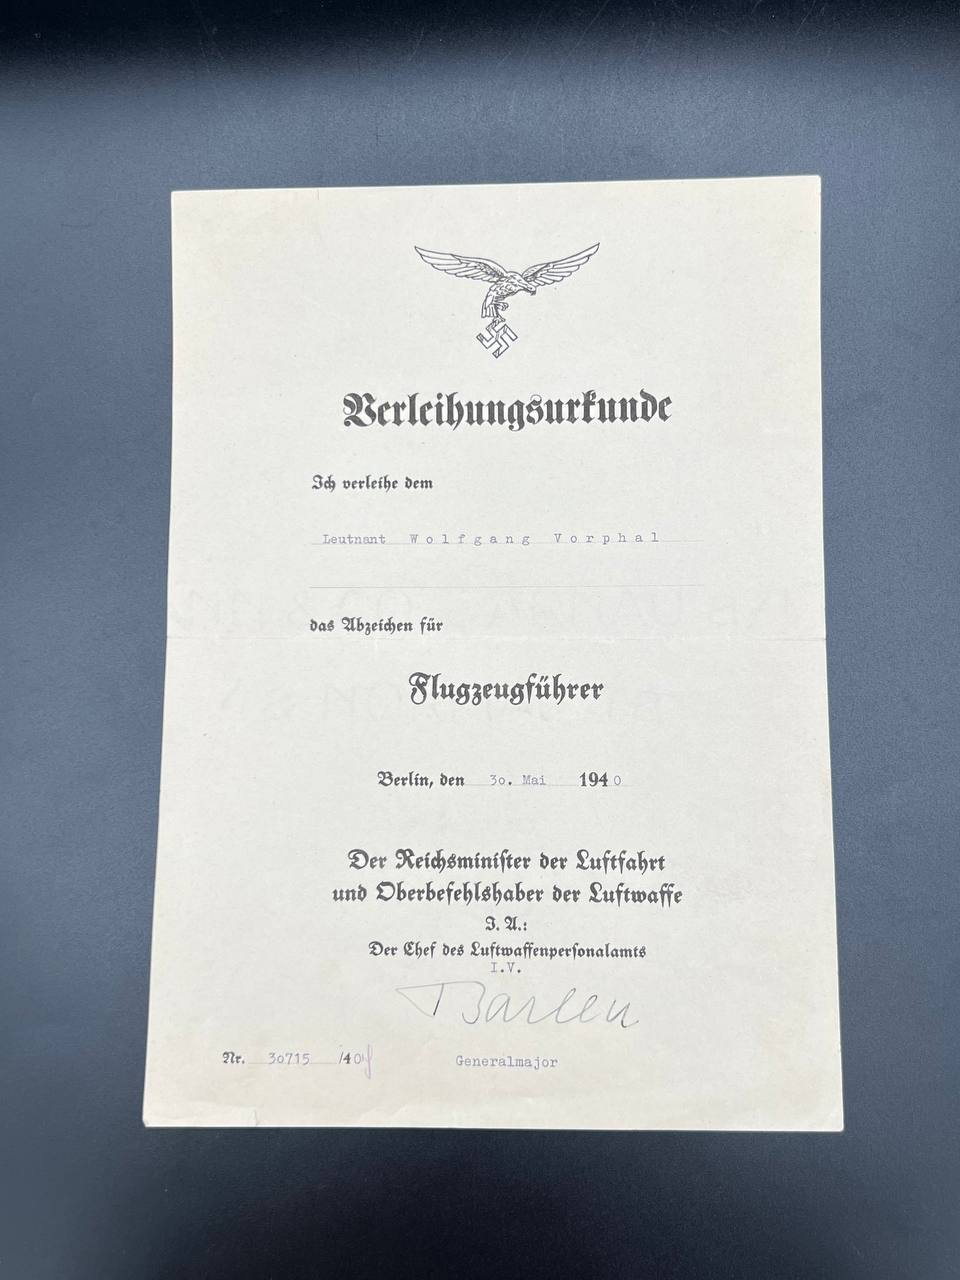 Verleihungsurkunde
Ich verleihe dem
Leutnant Wolfgang Vorphal
das Abzeichen für
Flugzeugführer
Berlin, den 30. Mai 1940
Der Reichsminister der Luftfahrt
und Oberbefehlshaber der Luftwaffe
I. A.:
Der Chef des Luftwaffenpersonalamts
I.V.
Nr. 30715 /40
Generalmajor